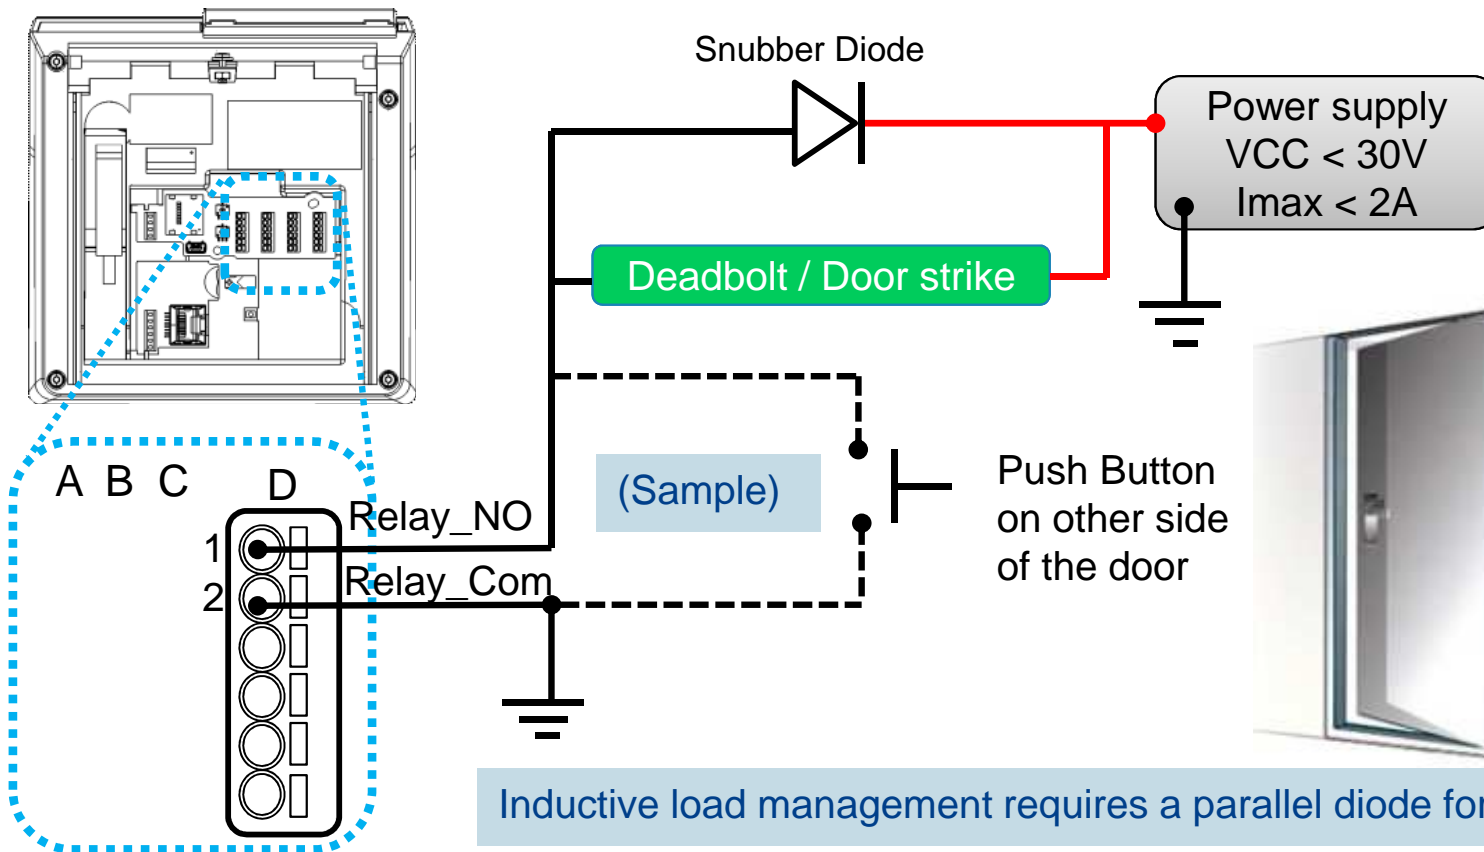 Snubber Diode
Power supply
VCC < 30V
Imax < 2A
Deadbolt / Door strike
A B C D
(Sample)
Push Button
on other side
of the door
1
Relay_NO
2
Relay_Com
Inductive load management requires a parallel diode for